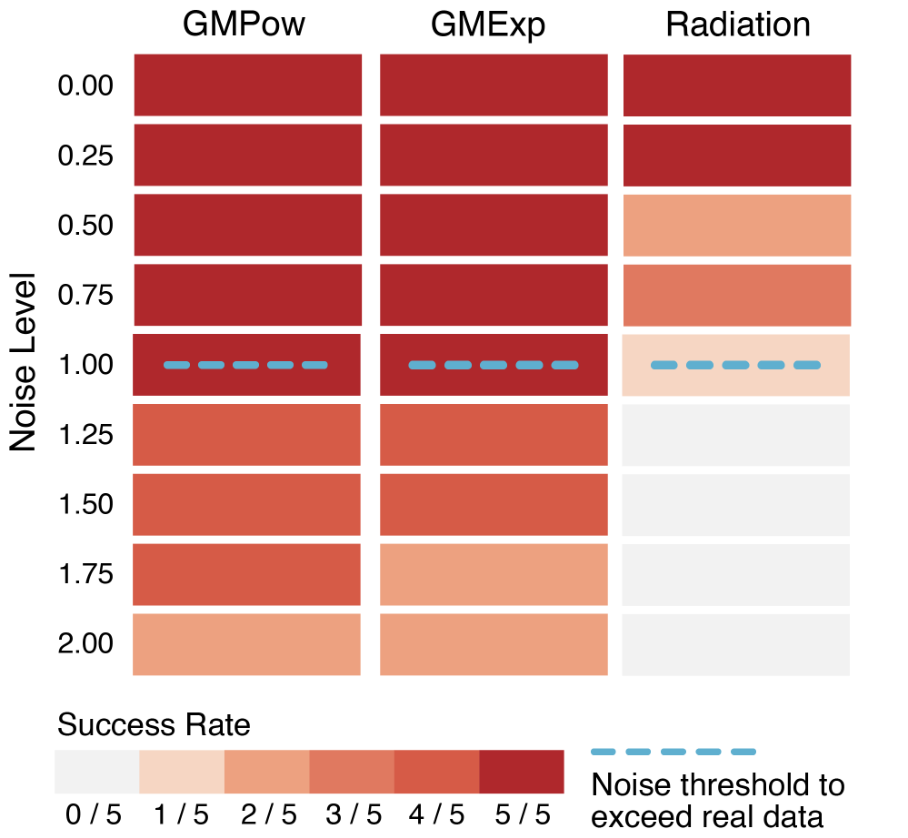 GMPow GMExp Radiation
0.00
0.25
0.50
0.75
1.00
1.25
1.50
1.75
2.00
Noise Level
Success Rate
0 / 5 1 / 5 2 / 5 3 / 5 4 / 5 5 / 5
Noise threshold to
exceed real data